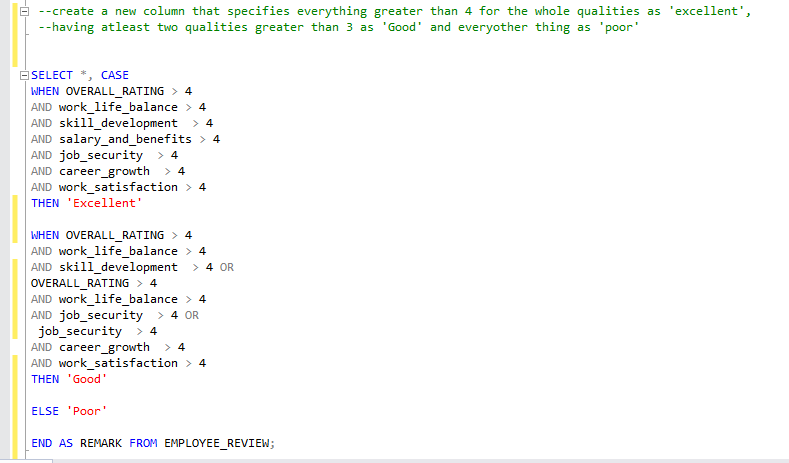 --create a new column that specifies everything greater than 4 for the whole qualities as 'excellent',
--having atleast two qualities greater than 3 as 'Good' and everyother thing as 'poor'
SELECT *, CASE
WHEN OVERALL_RATING > 4
AND work_life_balance > 4
AND skill_development  > 4
AND salary_and_benefits > 4
AND job_security  > 4
AND career_growth  > 4
AND work_satisfaction > 4
THEN 'Excellent'
WHEN OVERALL_RATING > 4
AND work_life_balance > 4
AND skill_development  > 4 OR
OVERALL_RATING > 4
AND work_life_balance > 4
AND job_security  > 4 OR
job_security  > 4
AND career_growth  > 4
AND work_satisfaction > 4
THEN 'Good'
ELSE 'Poor'
END AS REMARK FROM EMPLOYEE_REVIEW;